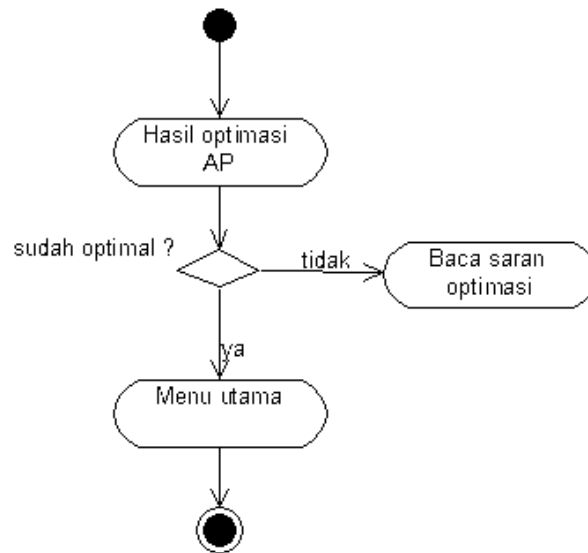 Hasil optimasi
AP
sudah optimal ?
tidak
Baca saran
optimasi
ya
Menu utama